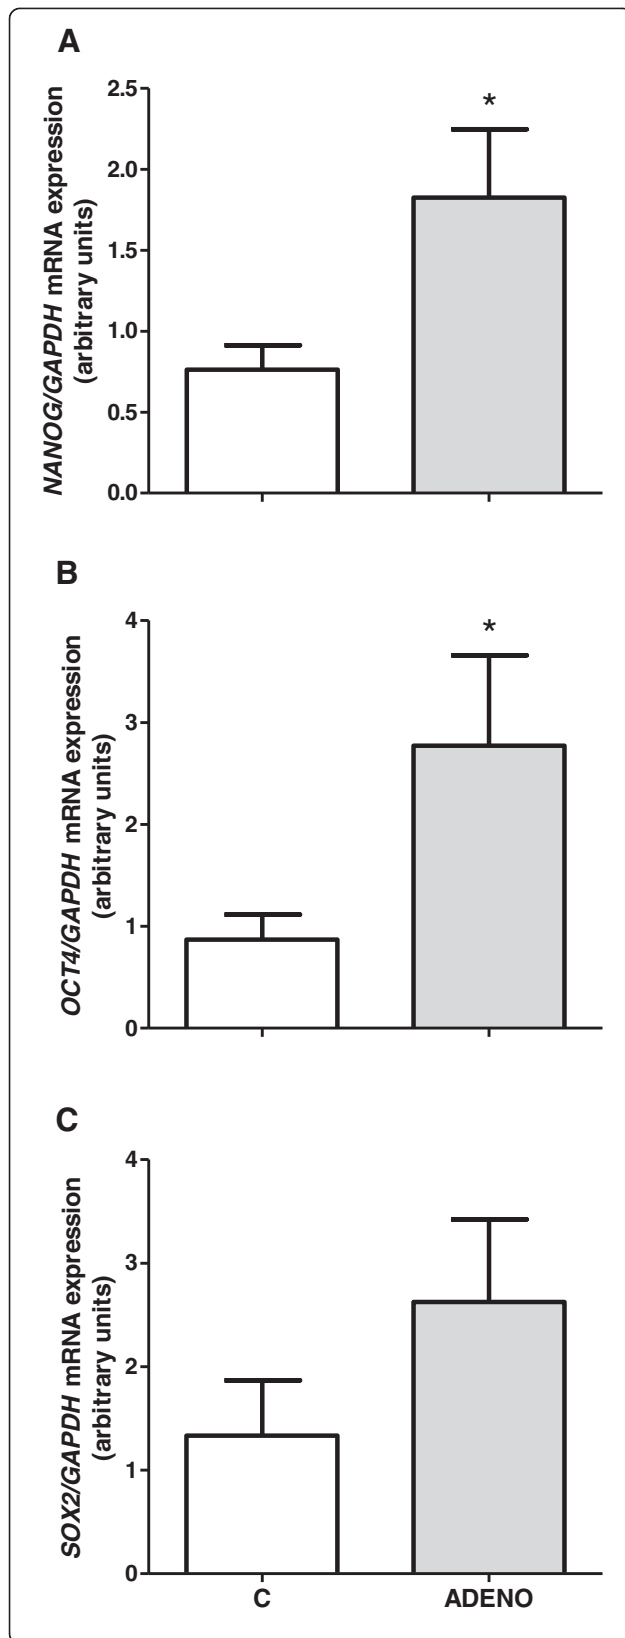 A
NANOG/GAPDH mRNA expression
(arbitrary units)
2.5
2.0
1.5
1.0
0.5
0.0
*
B
OCT4/GAPDH mRNA expression
(arbitrary units)
4
3
2
1
0
*
C
SOX2/GAPDH mRNA expression
(arbitrary units)
4
3
2
1
0
C ADENO